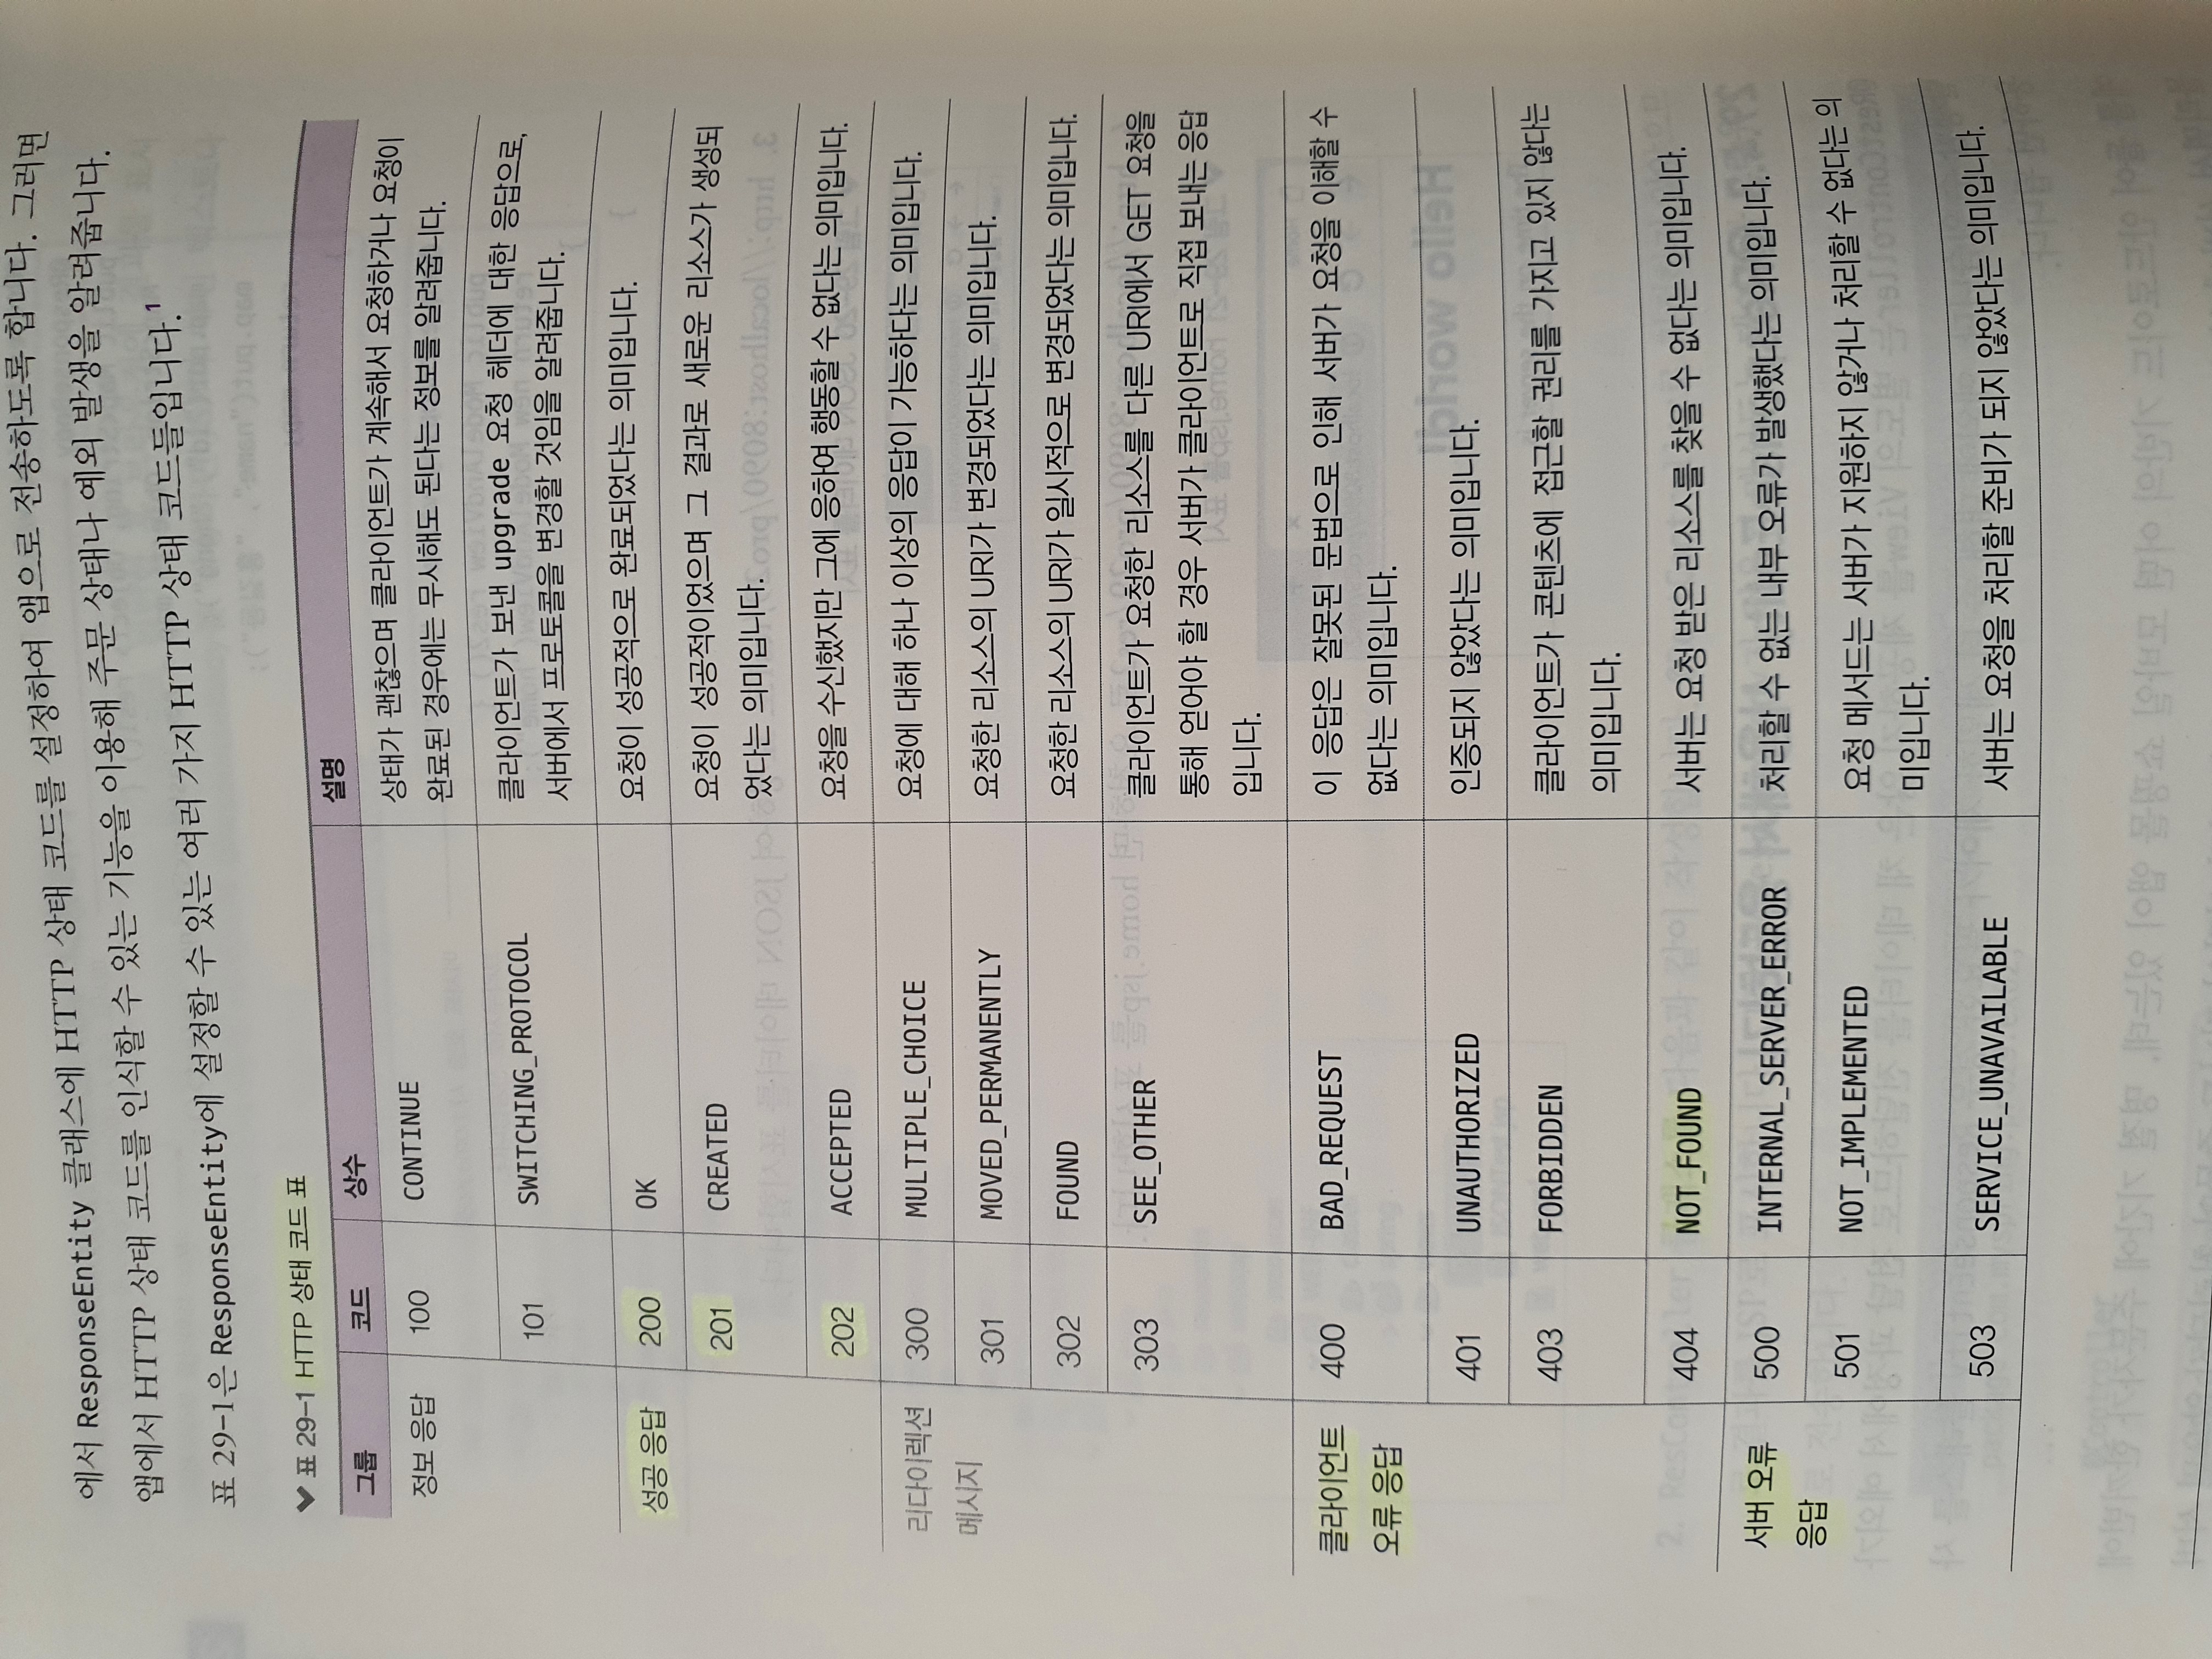 에서 ResponseEntity 클래스에 HTTP 상태 코드를 설정하여 앱으로 전송하도록 합니다. 그러면
앱에서 HTTP 상태 코드를 인식할 수 있는 기능을 이용해 주문 상태나 예외 발생을 알려줍니다.
표 29-1은 ResponseEntity에 설정할 수 있는 여러 가지 HTTP 상태 코드들입니다.1
표 29-1 HTTP 상태 코드 표
그룹 코드 상수 설명
정보 응답 100 CONTINUE 상태가 괜찮으며 클라이언트가 계속해서 요청하거나 요청이
완료된 경우에는 무시해도 된다는 정보를 알려줍니다.
101 SWITCHING_PROTOCOL 클라이언트가 보낸 upgrade 요청 헤더에 대한 응답으로,
서버에서 프로토콜을 변경할 것임을 알려줍니다.
성공 응답 200 OK 요청이 성공적으로 완료되었다는 의미입니다.
201 CREATED 요청이 성공적이었으며 그 결과로 새로운 리소스가 생성되
었다는 의미입니다.
202 ACCEPTED 요청을 수신했지만 그에 응하여 행동할 수 없다는 의미입니다.
리다이렉션 300 MULTIPLE_CHOICE 요청에 대해 하나 이상의 응답이 가능하다는 의미입니다.
메시지
301 MOVED_PERMANENTLY 요청한 리소스의 URI가 변경되었다는 의미입니다.
302 FOUND 요청한 리소스의 URI가 일시적으로 변경되었다는 의미입니다.
303 SEE_OTHER 클라이언트가 요청한 리소스를 다른 URI에서 GET 요청을
통해 얻어야 할 경우 서버가 클라이언트로 직접 보내는 응답
입니다.
클라이언트 400 BAD_REQUEST 이 응답은 잘못된 문법으로 인해 서버가 요청을 이해할 수
오류 응답 없다는 의미입니다.
401 UNAUTHORIZED 인증되지 않았다는 의미입니다.
403 FORBIDDEN 클라이언트가 콘텐츠에 접근할 권리를 가지고 있지 않다는
의미입니다.
404 NOT_FOUND 서버는 요청 받은 리소스를 찾을 수 없다는 의미입니다.
서버 오류 500 INTERNAL_SERVER_ERROR 처리할 수 없는 내부 오류가 발생했다는 의미입니다.
응답
501 NOT_IMPLEMENTED 요청 메서드는 서버가 지원하지 않거나 처리할 수 없다는 의
미입니다.
503 SERVICE_UNAVAILABLE 서버는 요청을 처리할 준비가 되지 않았다는 의미입니다.